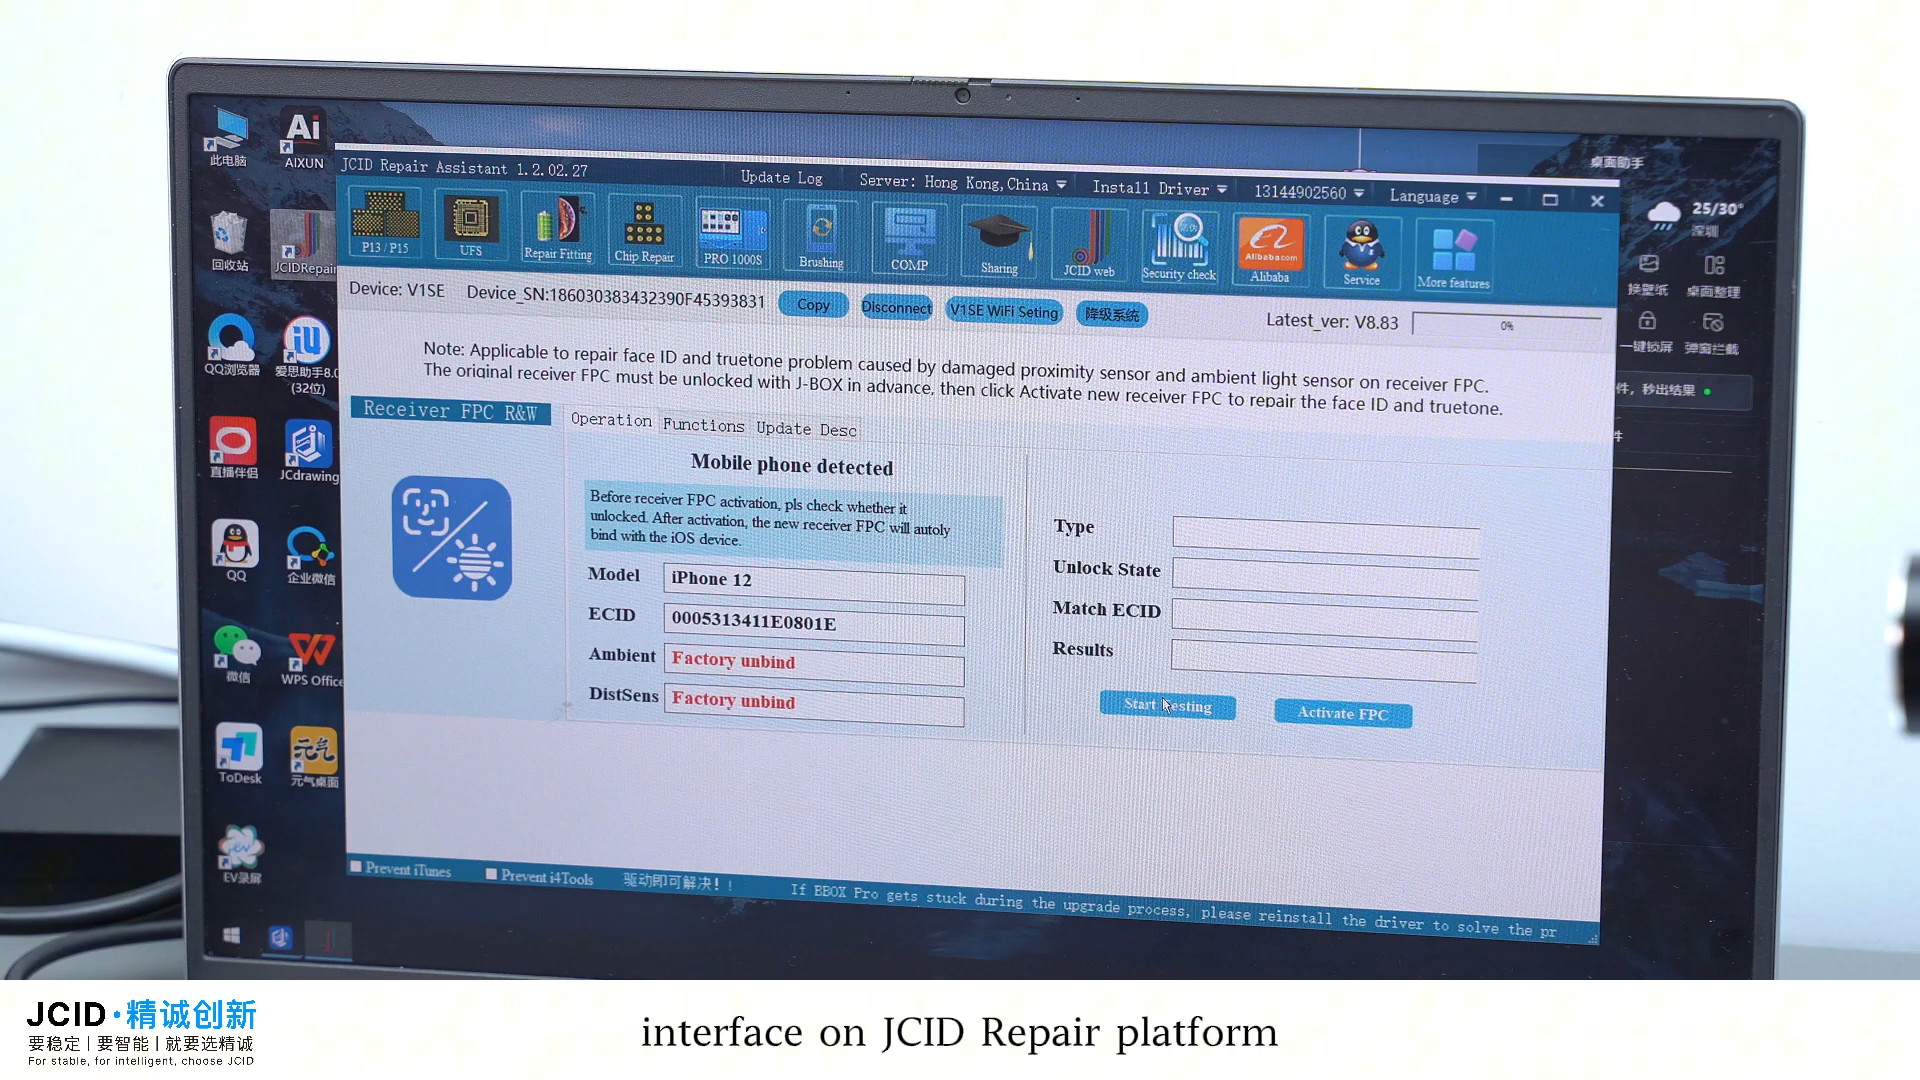 此电脑
Ai
AIXUN
回收站
JCIDRepair
QQ浏览器
iU
爱思助手8.0
(32位)
直播伴侣
JCdrawing
QQ
企业微信
微信
WPS Office
ToDesk
元气
元气桌面
EV录屏
JCID Repair Assistant 1.2.02.27
Update Log
Server: Hong Kong,China
Install Driver
13144902560
Language
P13 / P15
UFS
Repair Fitting
Chip Repair
PRO 1000S
Brushing
COMP
Sharing
JCID web
Security check
Alibaba.com
Alibaba
Service
More features
Device: V1SE
Device_SN:186030383432390F45393831
Copy
Disconnect
V1SE WiFi Seting
降级系统
Latest_ver: V8.83
0%
Note: Applicable to repair face ID and truetone problem caused by damaged proximity sensor and ambient light sensor on receiver FPC.
The original receiver FPC must be unlocked with J-BOX in advance, then click Activate new receiver FPC to repair the face ID and truetone.
Receiver FPC R&W
Operation
Functions
Update Desc
Mobile phone detected
Before receiver FPC activation, pls check whether it
unlocked. After activation, the new receiver FPC will autoly
bind with the iOS device.
Model
iPhone 12
ECID
0005313411E0801E
Ambient
Factory unbind
DistSens
Factory unbind
Type
Unlock State
Match ECID
Results
Start Testing
Activate FPC
Prevent iTunes
Prevent i4Tools
驱动即可解决！！
If BBOX Pro gets stuck during the upgrade process, please reinstall the driver to solve the pr
桌面助手
25/30°
深圳
换壁纸
桌面整理
一键锁屏
弹窗拦截
件，秒出结果
件
JCID·精诚创新
要稳定｜要智能｜就要选精诚
For stable, for intelligent, choose JCID
interface on JCID Repair platform